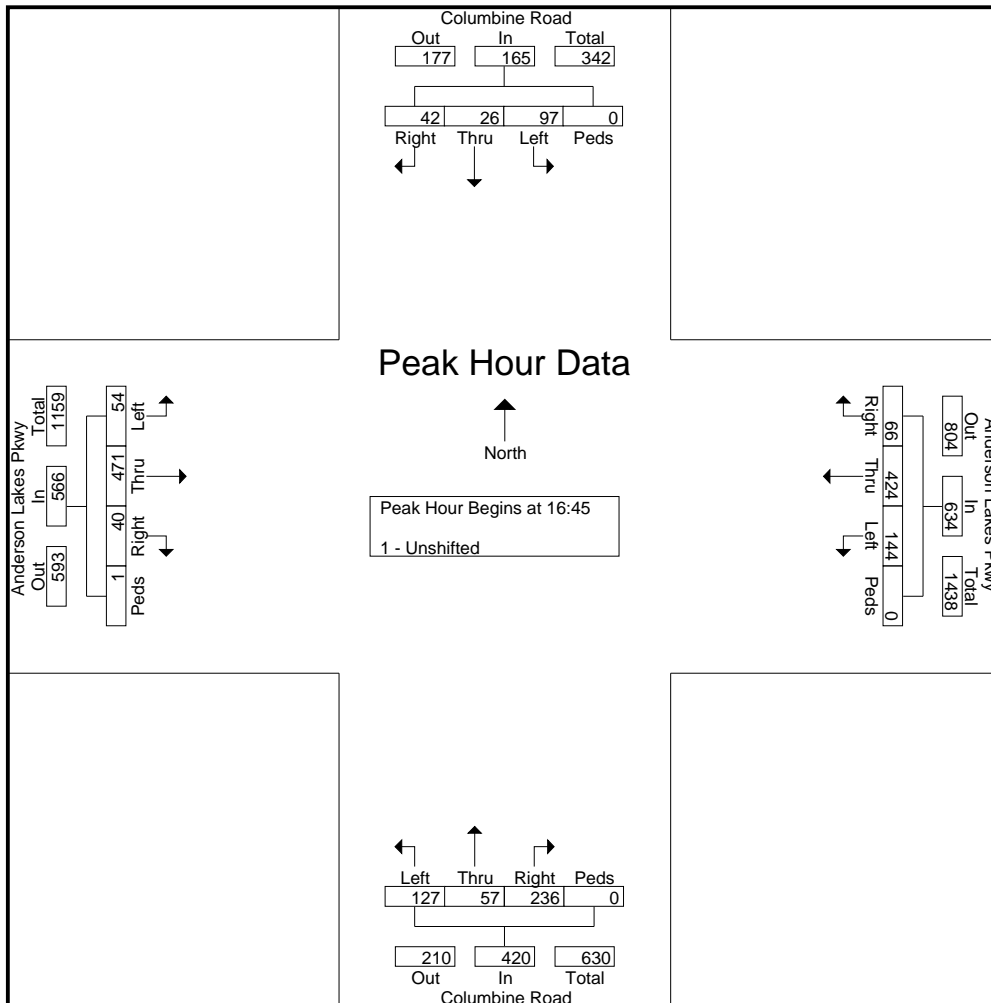 Columbine Road
Out In Total
177 165 342
42 26 97 0
Right Thru Left Peds
Peak Hour Data
North
Peak Hour Begins at 16:45
1 - Unshifted
Anderson Lakes Pkwy
Out In Total
593 566 1159
1 40 471 54
Peds Right Thru Left
Anderson Lakes Pkwy
Out In Total
804 634 1438
66 424 144 0
Right Thru Left Peds
Left Thru Right Peds
127 57 236 0
210 420 630
Out In Total
Columbine Road